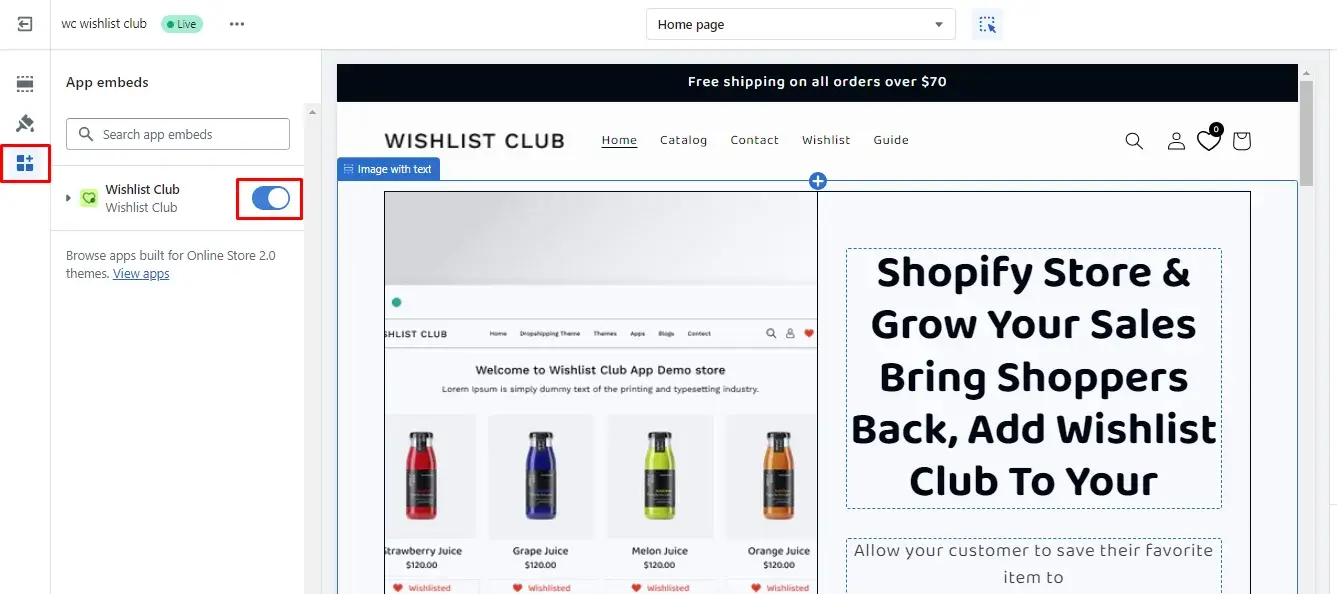 wc wishlist club
Live
Home page
App embeds
Search app embeds
Wishlist Club
Wishlist Club
Browse apps built for Online Store 2.0
themes. View apps
Free shipping on all orders over $70
WISHLIST CLUB
Home
Catalog
Contact
Wishlist
Guide
0
Image with text
SHLIST CLUB
Home
Dropshipping Theme
Themes
Apps
Blogs
Contact
Welcome to Wishlist Club App Demo store
Lorem Ipsum is simply dummy text of the printing and typesetting industry.
Strawberry Juice
$120.00
Wishlisted
Grape Juice
$120.00
Wishlisted
Melon Juice
$120.00
Wishlisted
Orange Juice
$120.00
Wishlisted
Shopify Store &
Grow Your Sales
Bring Shoppers
Back, Add Wishlist
Club To Your
Allow your customer to save their favorite
item to